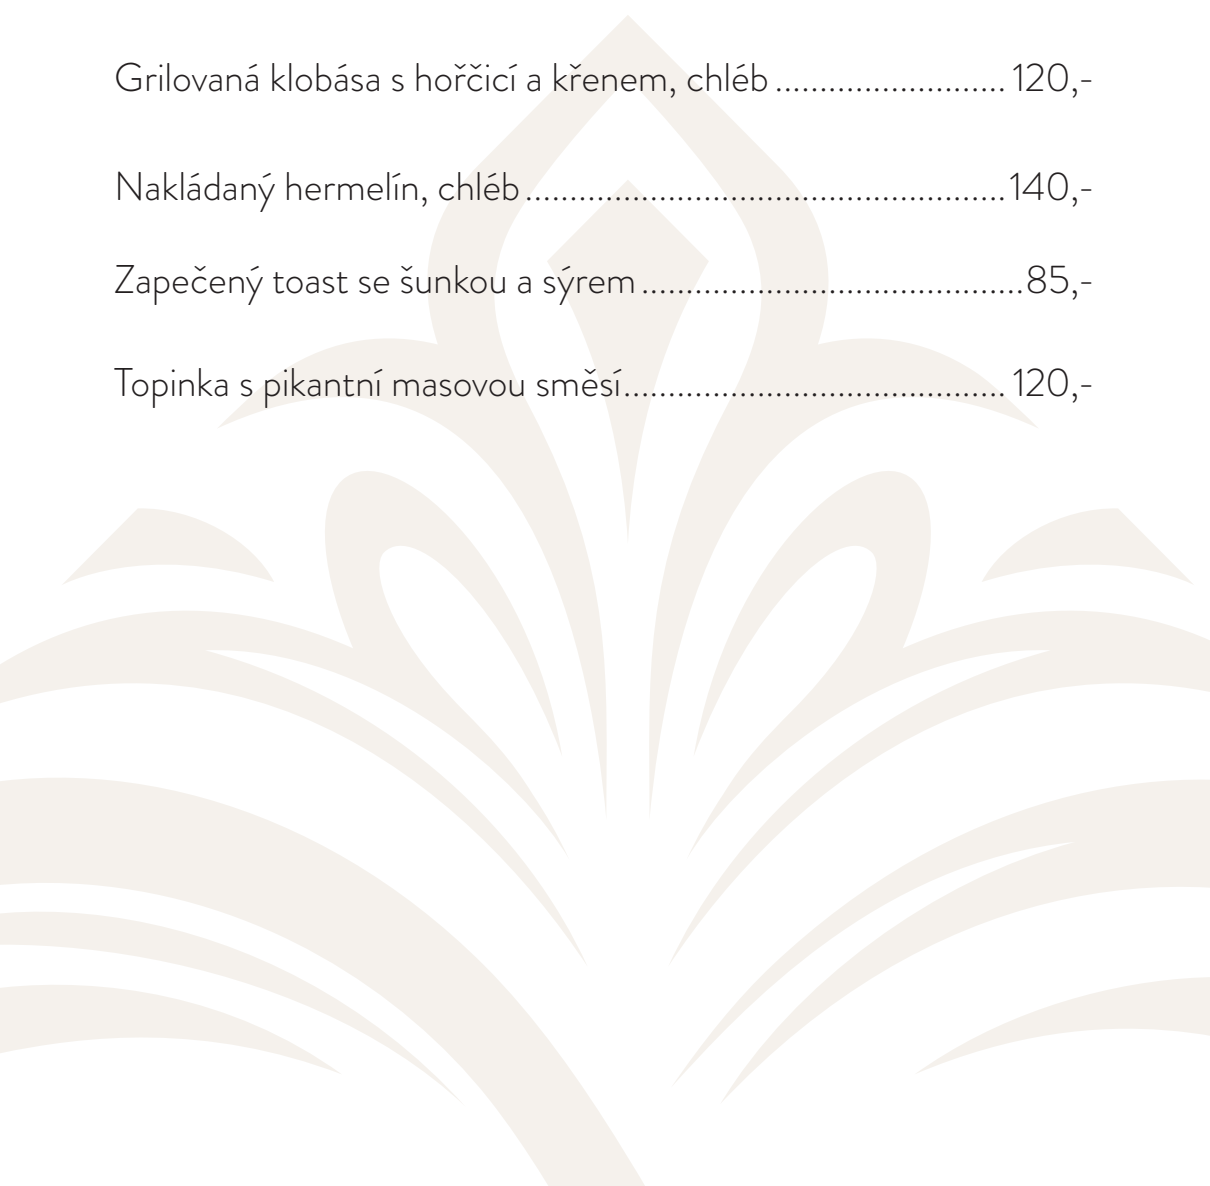 Grilovaná klobása s hořčicí a křenem, chléb .......................... 120,-
Nakládaný hermelín, chléb ...................................................... 140,-
Zapečený toast se šunkou a sýrem ........................................... 85,-
Topinka s pikantní masovou směsí ........................................... 120,-